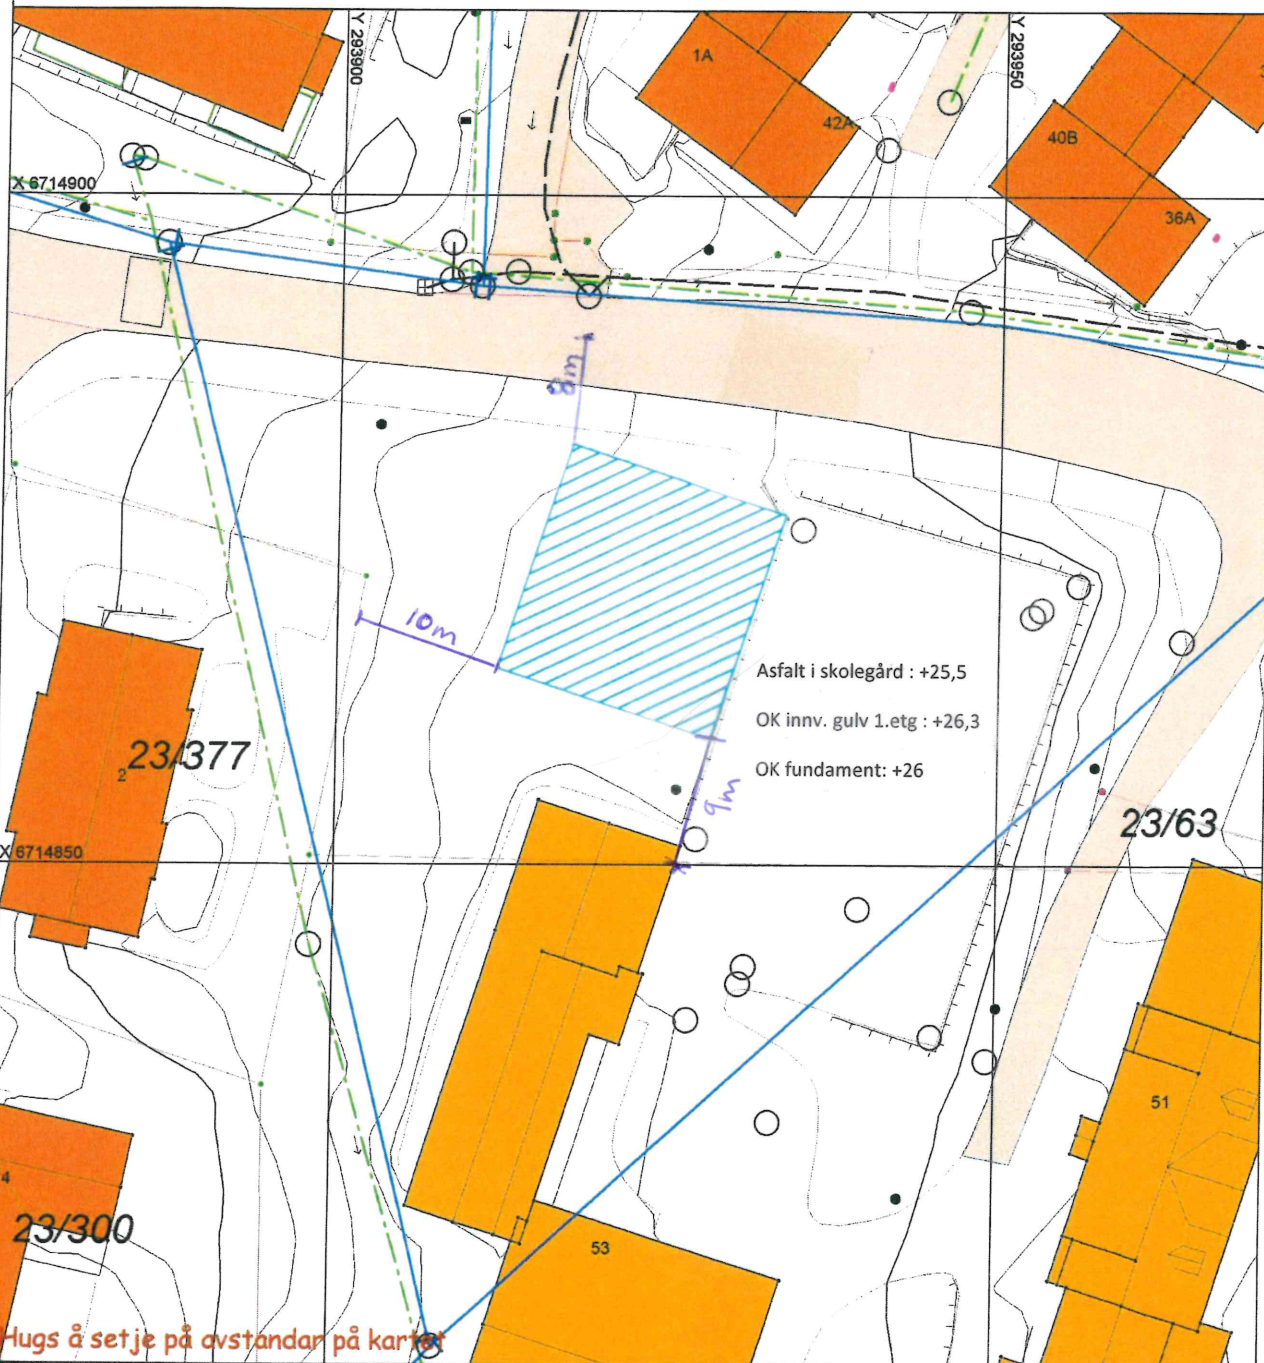 Y 293900
Y 293950
1A
42A
40B
36A
X 6714900
8m
10m
Asfalt i skolegård : +25,5
OK innv. gulv 1.etg : +26,3
OK fundament: +26
9m
2 23/377
23/63
X 6714850
51
4
23/300
53
Hugs å setje på avstandar på kartet